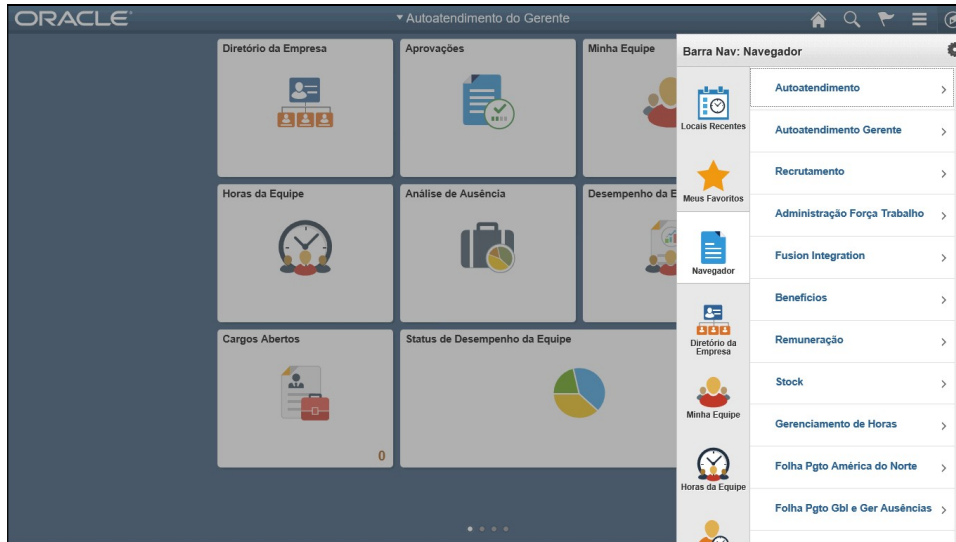 ORACLE
Autoatendimento do Gerente
Diretório da Empresa
Aprovações
Minha Equipe
Horas da Equipe
Análise de Ausência
Desempenho da E
Cargos Abertos
0
Status de Desempenho da Equipe
Barra Nav: Navegador
Locais Recentes
Meus Favoritos
Navegador
Diretório da
Empresa
Minha Equipe
Horas da Equipe
Autoatendimento
Autoatendimento Gerente
Recrutamento
Administração Força Trabalho
Fusion Integration
Benefícios
Remuneração
Stock
Gerenciamento de Horas
Folha Pgto América do Norte
Folha Pgto Gbl e Ger Ausências